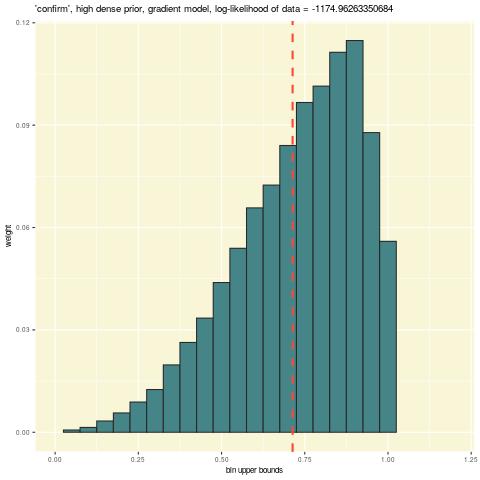 'confirm', high dense prior, gradient model, log-likelihood of data = -1174.96263350684
0.12
0.09
0.06
0.03
0.00
weight
0.00 0.25 0.50 0.75 1.00 1.25
bin upper bounds